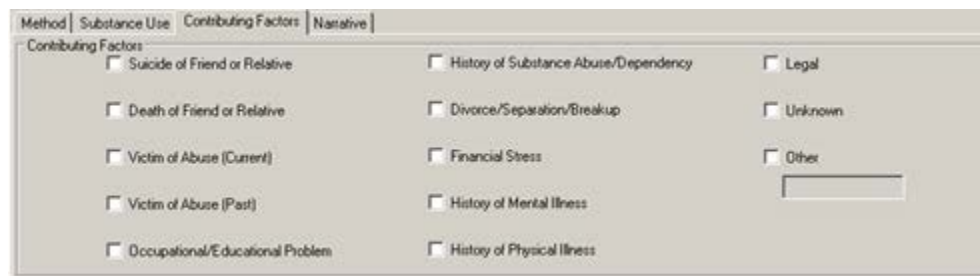 Method Substance Use Contributing Factors Narrative
Contributing Factors
Suicide of Friend or Relative
Death of Friend or Relative
Victim of Abuse (Current)
Victim of Abuse (Past)
Occupational/Educational Problem
History of Substance Abuse/Dependency
Divorce/Separation/Breakup
Financial Stress
History of Mental Illness
History of Physical Illness
Legal
Unknown
Other